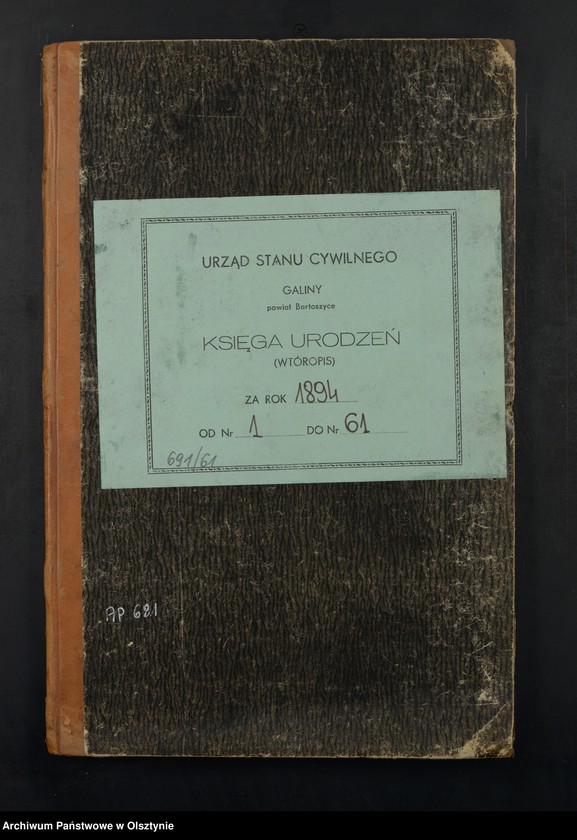 URZĄD STANU CYWILNEGO
GALINY
powiat Bartoszyce
KSIĘGA URODZEŃ
(WTÓROPIS)
ZA ROK 1894
OD Nr 1 DO Nr 61
691/61
AP 691
Archiwum Państwowe w Olsztynie